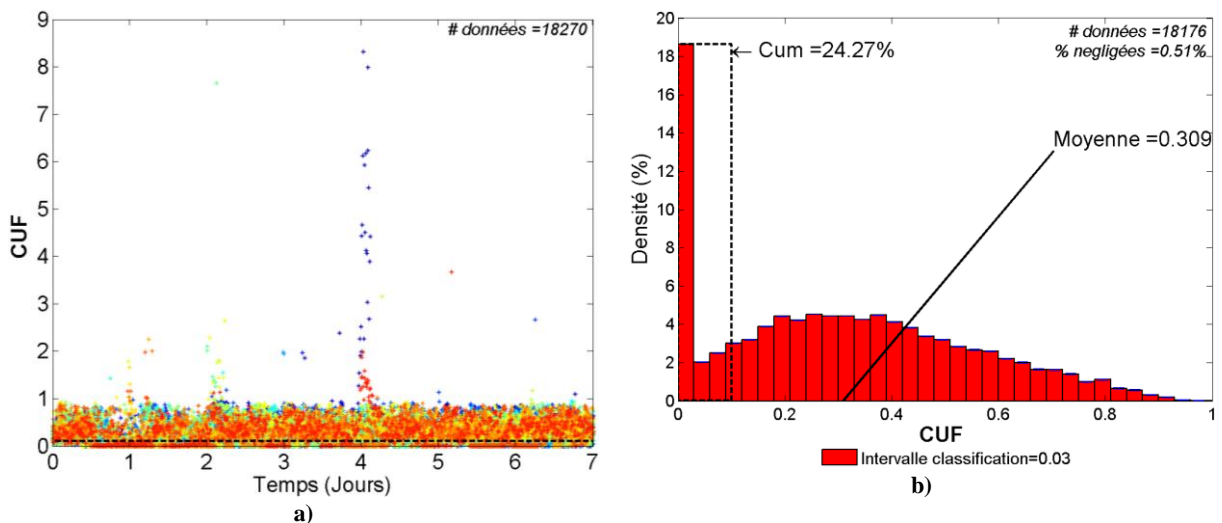 # données =18270
9
8
7
6
5
4
3
2
1
0
CUF
0 1 2 3 4 5 6 7
Temps (Jours)
a)
# données =18176
% negligées =0.51%
← Cum =24.27%
Moyenne =0.309
20
18
16
14
12
10
8
6
4
2
0
Densité (%)
0 0.2 0.4 0.6 0.8 1
CUF
Intervalle classification=0.03
b)